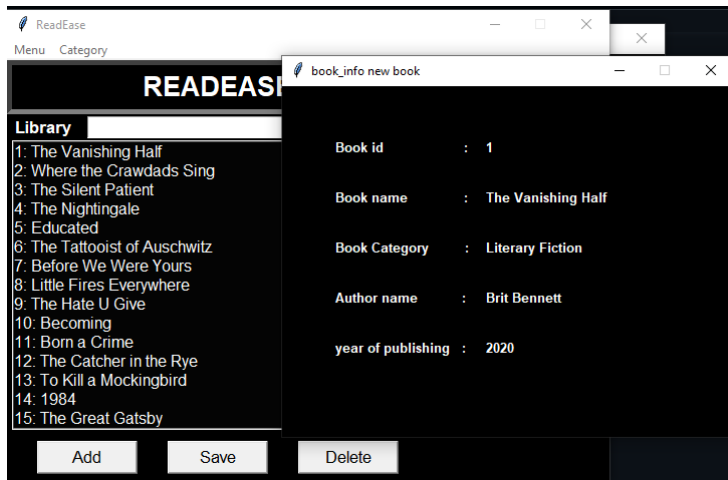 ReadEase
Menu Category
READEAS
Library
1: The Vanishing Half
2: Where the Crawdads Sing
3: The Silent Patient
4: The Nightingale
5: Educated
6: The Tattooist of Auschwitz
7: Before We Were Yours
8: Little Fires Everywhere
9: The Hate U Give
10: Becoming
11: Born a Crime
12: The Catcher in the Rye
13: To Kill a Mockingbird
14: 1984
15: The Great Gatsby
Add Save Delete
book_info new book
Book id : 1
Book name : The Vanishing Half
Book Category : Literary Fiction
Author name : Brit Bennett
year of publishing : 2020